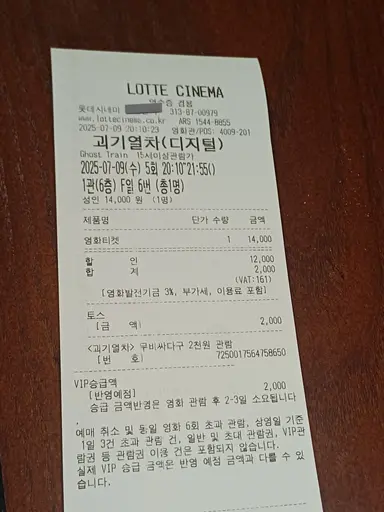 LOTTE CINEMA
영수증 겸용
롯데시네마 313-87-00979
www.lottecinema.co.kr ARS 1544-8855
2025-07-09 20:10:23 영화관/POS: 4009-201
괴기열차(디지털)
Ghost Train 15세이상관람가
2025-07-09(수) 5회 20:10~21:55()
1관(6층) F열 6번 (총1명)
성인 14,000 원 (1명)
제품명 단가 수량 금액
영화티켓 1 14,000
할 인 12,000
합 계 2,000
(VAT:161)
[영화발전기금 3%, 부가세, 이용료 포함]
토스
[금 액] 2,000
<괴기열차> 무비싸다구 2천원 관람
[번 호] 7250017564758650
VIP승급액 2,000
[반영예정]
승급 금액반영은 영화 관람 후 2-3일 소요됩니다
.
예매 취소 및 동일 영화 6회 초과 관람, 상영일 기준
1일 3건 초과 관람 건, 일반 및 초대 관람권, VIP관
람권 등 관람권 이용 건은 포함되지 않습니다.
실제 VIP 승급 금액은 반영 예정 금액과 다를 수 있
습니다.